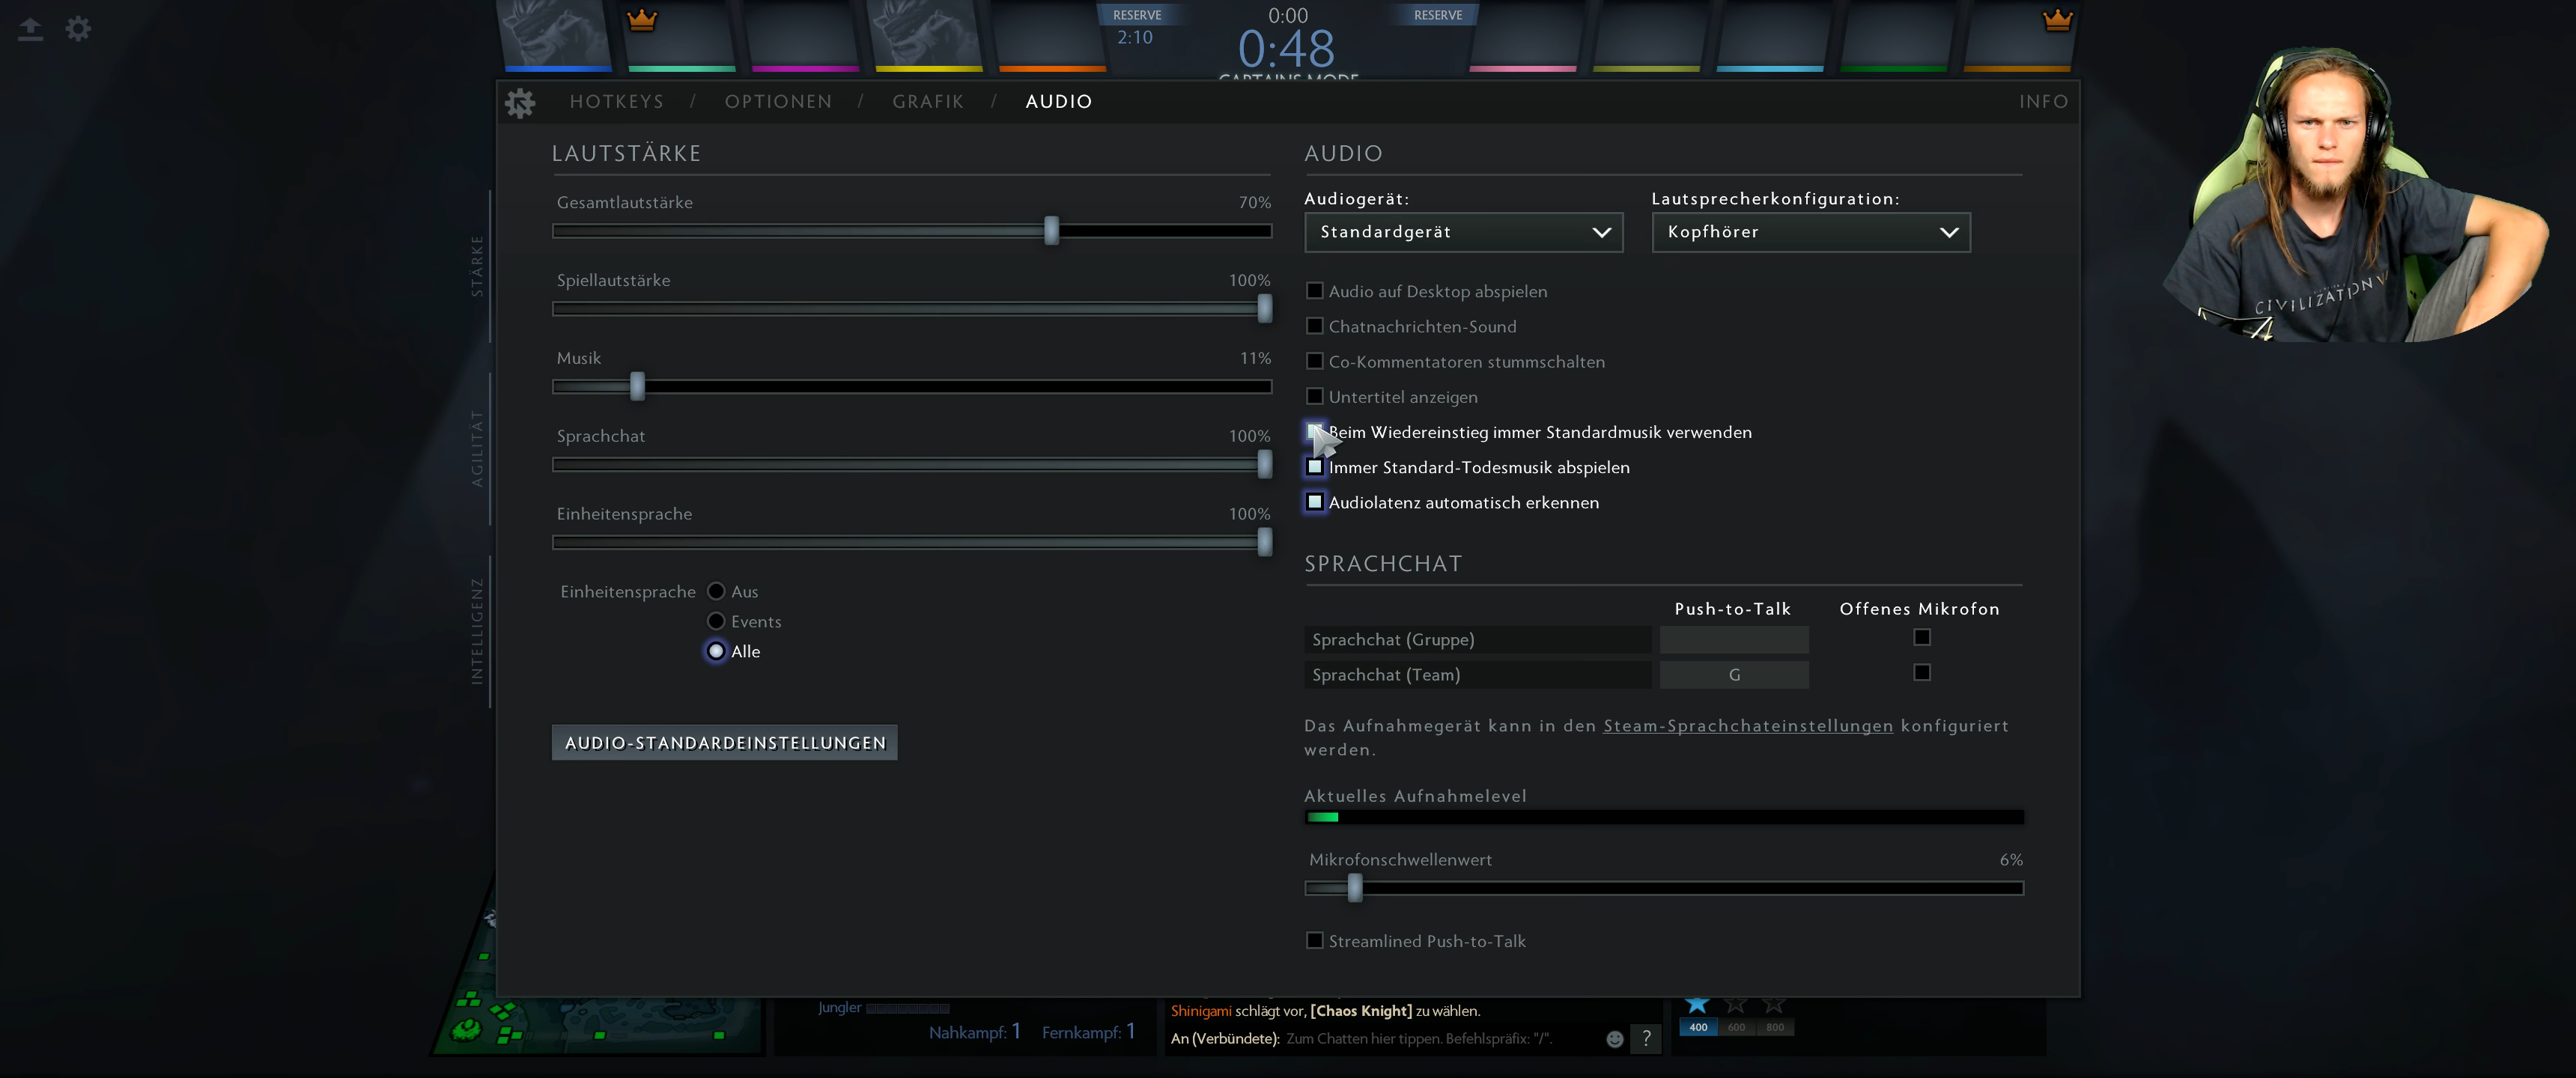 RESERVE
2:10
0:00
0:48
CAPTAINS MODE
RESERVE
HOTKEYS / OPTIONEN / GRAFIK / AUDIO
INFO
LAUTSTÄRKE
Gesamtlautstärke 70%
Spiellautstärke 100%
Musik 11%
Sprachchat 100%
Einheitensprache 100%
Einheitensprache Aus
Events
Alle
AUDIO-STANDARDEINSTELLUNGEN
STÄRKE
AGILITÄT
INTELLIGENZ
AUDIO
Audiogerät: Lautsprecherkonfiguration:
Standardgerät Kopfhörer
Audio auf Desktop abspielen
Chatnachrichten-Sound
Co-Kommentatoren stummschalten
Untertitel anzeigen
Beim Wiedereinstieg immer Standardmusik verwenden
Immer Standard-Todesmusik abspielen
Audiolatenz automatisch erkennen
SPRACHCHAT
Push-to-Talk Offenes Mikrofon
Sprachchat (Gruppe)
Sprachchat (Team) G
Das Aufnahmegerät kann in den Steam-Sprachchateinstellungen konfiguriert
werden.
Aktuelles Aufnahmelevel
Mikrofonschwellenwert 6%
Streamlined Push-to-Talk
CIVILIZATION V
Jungler
Nahkampf: 1 Fernkampf: 1
Shinigami schlägt vor, [Chaos Knight] zu wählen.
An (Verbündete): Zum Chatten hier tippen. Befehlspräfix: "/".
?
400 600 800